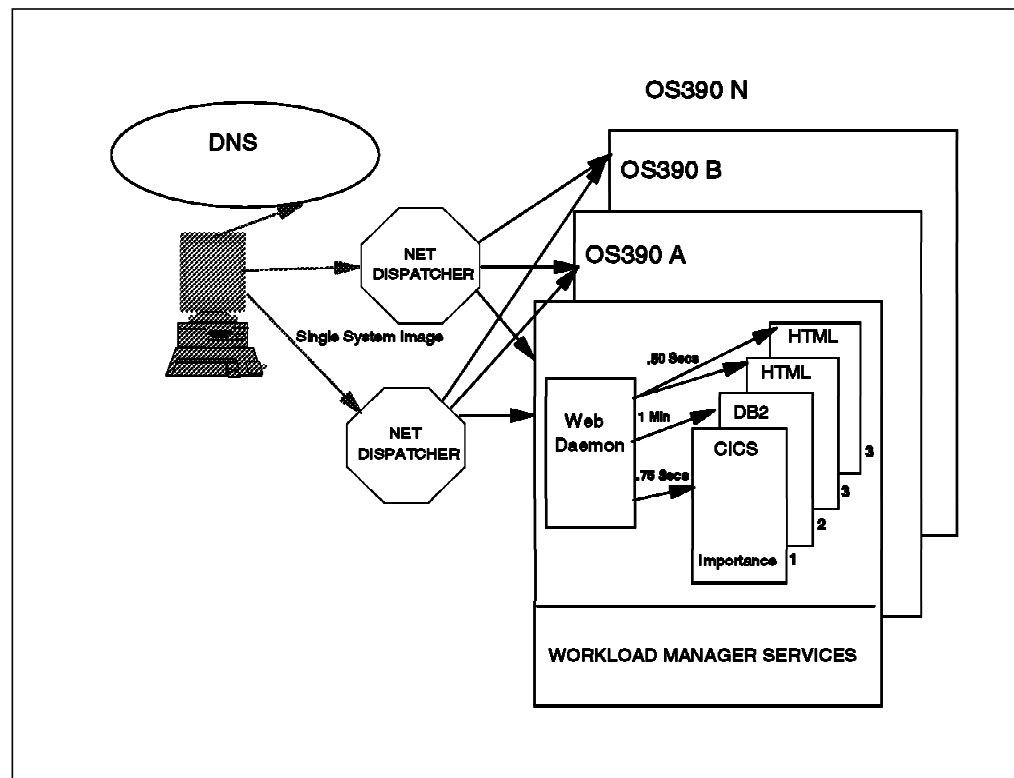 OS390 N
DNS
OS390 B
NET
DISPATCHER
OS390 A
Single System Image
HTML
.50 Secs
HTML
Web
Daemon
1 Min
DB2
NET
DISPATCHER
CICS
3
.75 Secs
3
2
Importance
1
WORKLOAD MANAGER SERVICES